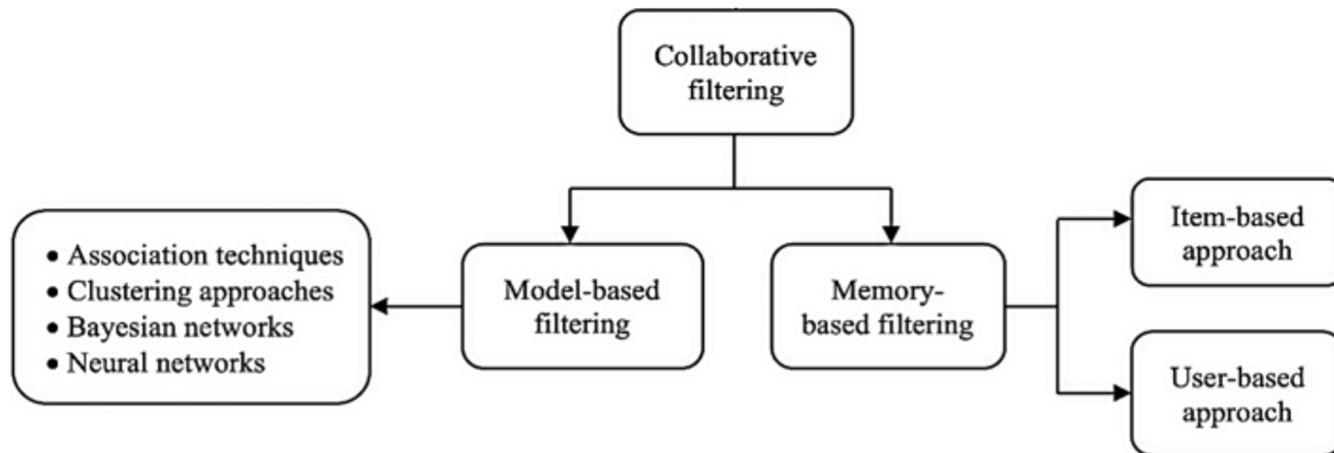 Collaborative
filtering
• Association techniques
• Clustering approaches
• Bayesian networks
• Neural networks
Model-based
filtering
Memory-
based filtering
Item-based
approach
User-based
approach